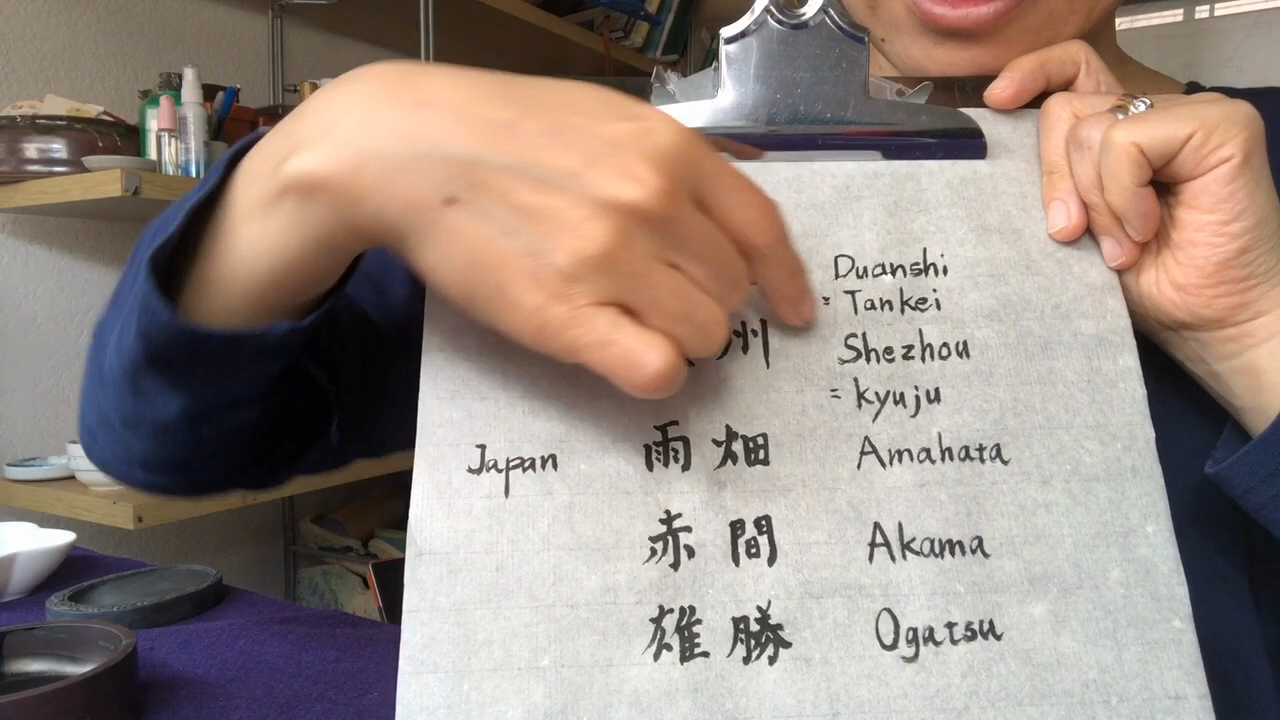 Duanshi
= Tankei
州 Shezhou
= kyuju
Japan 雨畑 Amahata
赤間 Akama
雄勝 Ogatsu